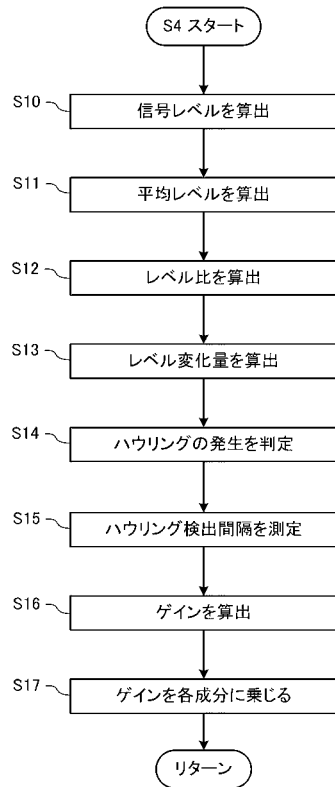 S4 スタート
S10
信号レベルを算出
S11
平均レベルを算出
S12
レベル比を算出
S13
レベル変化量を算出
S14
ハウリングの発生を判定
S15
ハウリング検出間隔を測定
S16
ゲインを算出
S17
ゲインを各成分に乗じる
リターン